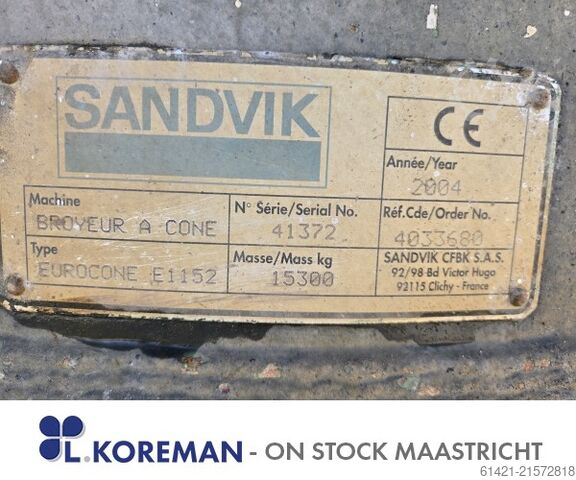 SANDVIK
CE
Année/Year
2004
Machine
BROYEUR A CONE
N° Série/Serial No.
41372
Réf.Cde/Order No.
4033680
Type
EUROCONE E1152
Masse/Mass kg
15300
SANDVIK CFBK S.A.S.
92/98 Bd Victor Hugo
92115 Clichy - France
L.KOREMAN - ON STOCK MAASTRICHT
61421-21572818